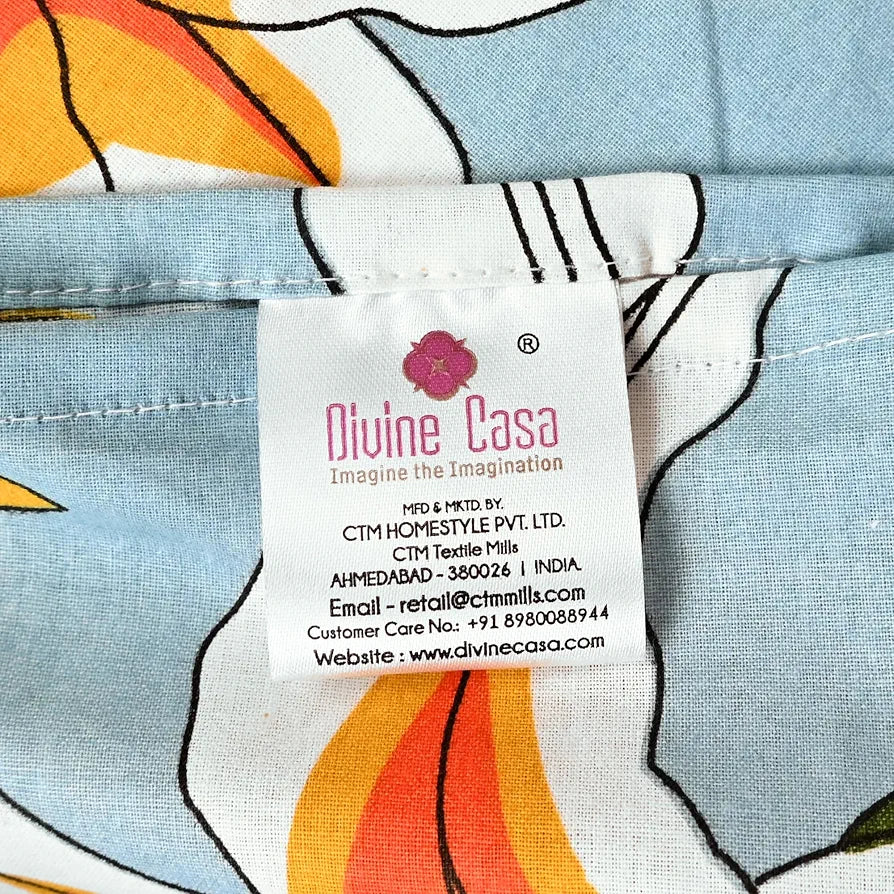 ®
Divine Casa
Imagine the Imagination
MFD & MKTD. BY.
CTM HOMESTYLE PVT. LTD.
CTM Textile Mills
AHMEDABAD - 380026 | INDIA.
Email - retail@ctmmills.com
Customer Care No.: +91 8980088944
Website : www.divinecasa.com